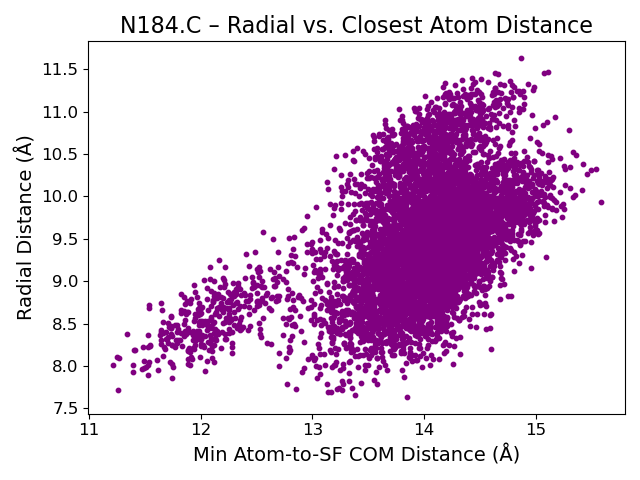 N184.C – Radial vs. Closest Atom Distance
Radial Distance (Å)
11.5
11.0
10.5
10.0
9.5
9.0
8.5
8.0
7.5
11 12 13 14 15
Min Atom-to-SF COM Distance (Å)